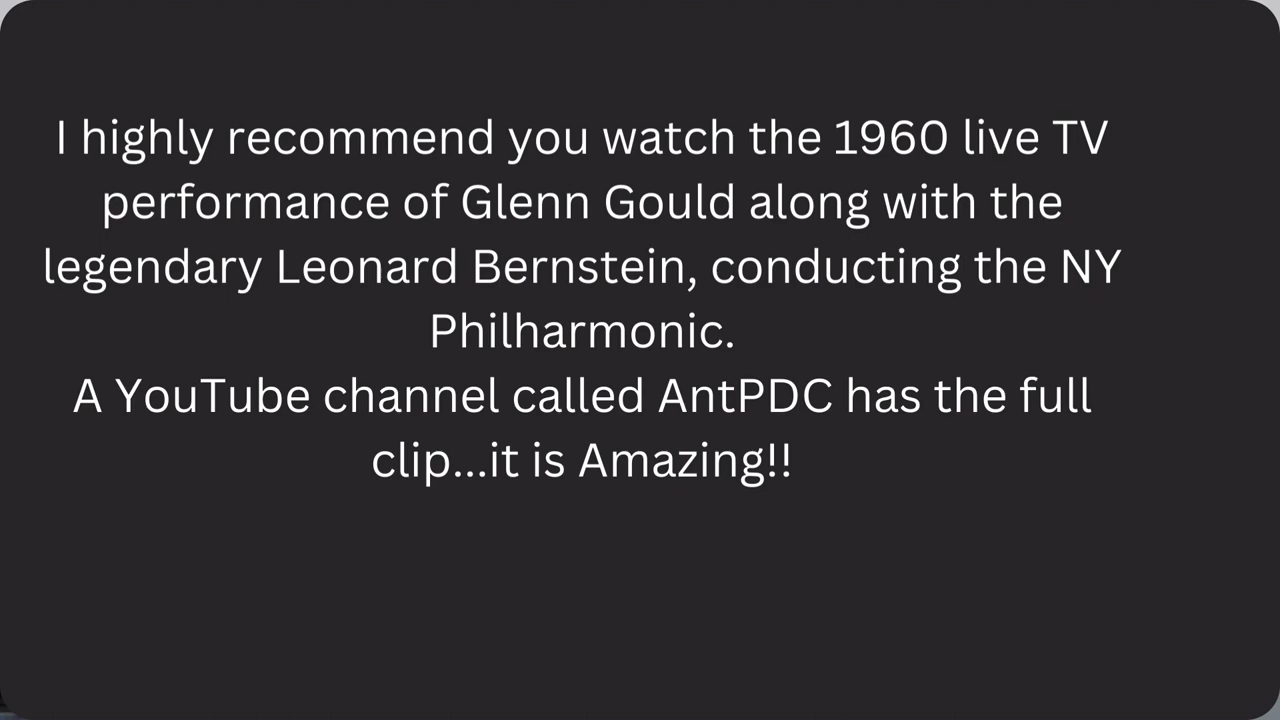 I highly recommend you watch the 1960 live TV
performance of Glenn Gould along with the
legendary Leonard Bernstein, conducting the NY
Philharmonic.
A YouTube channel called AntPDC has the full
clip...it is Amazing!!